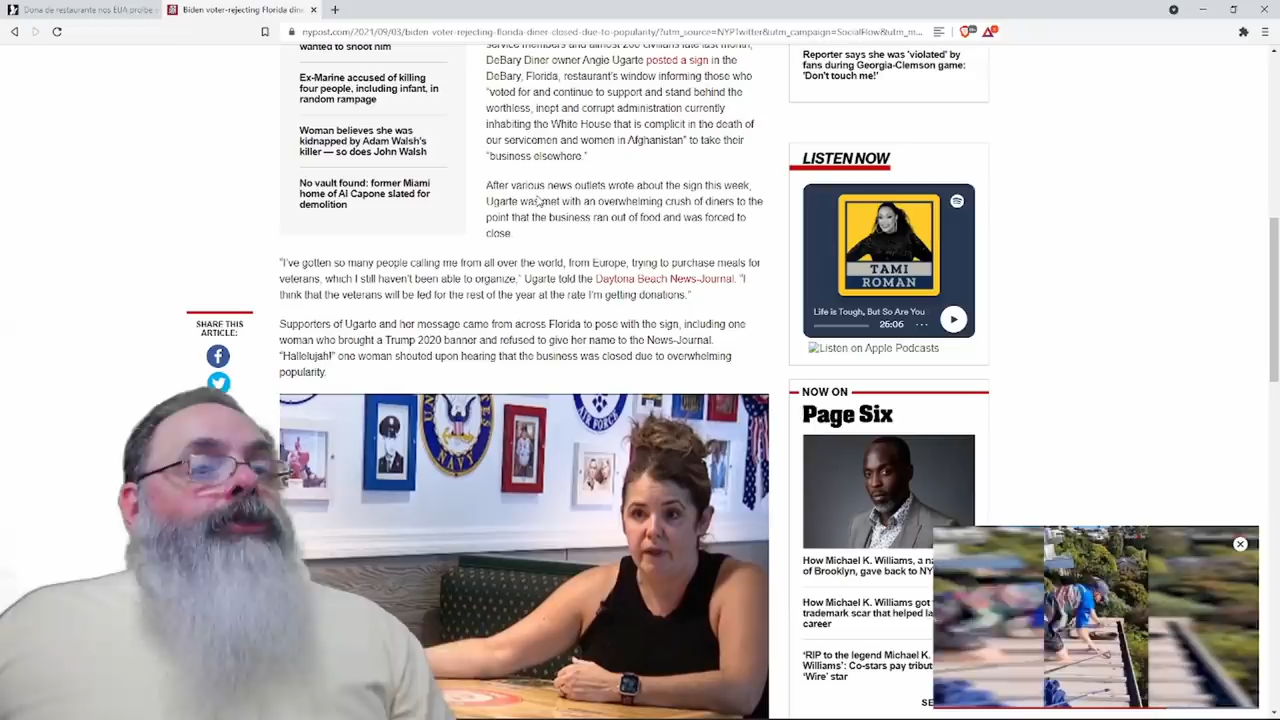 Dona de restaurante nos EUA proíbe e
Biden voter-rejecting Florida dine
nypost.com/2021/09/03/biden-voter-rejecting-florida-diner-closed-due-to-popularity/?utm_source=NYPTwitter&utm_campaign=SocialFlow&utm_m...
wanted to shoot him
Ex-Marine accused of killing
four people, including infant, in
random rampage
Woman believes she was
kidnapped by Adam Walsh's
killer — so does John Walsh
No vault found: former Miami
home of Al Capone slated for
demolition
service members and almost 200 civilians late last month,
DeBary Diner owner Angie Ugarte posted a sign in the
DeBary, Florida, restaurant's window informing those who
"voted for and continue to support and stand behind the
worthless, inept and corrupt administration currently
inhabiting the White House that is complicit in the death of
our servicemen and women in Afghanistan" to take their
"business elsewhere."
After various news outlets wrote about the sign this week,
Ugarte was met with an overwhelming crush of diners to the
point that the business ran out of food and was forced to
close.
"I've gotten so many people calling me from all over the world, from Europe, trying to purchase meals for
veterans, which I still haven't been able to organize," Ugarte told the Daytona Beach News-Journal. "I
think that the veterans will be fed for the rest of the year at the rate I'm getting donations."
Supporters of Ugarte and her message came from across Florida to pose with the sign, including one
woman who brought a Trump 2020 banner and refused to give her name to the News-Journal.
"Hallelujah!" one woman shouted upon hearing that the business was closed due to overwhelming
popularity.
SHARE THIS
ARTICLE:
NAVY
AIR FORCE
Reporter says she was 'violated' by
fans during Georgia-Clemson game:
'Don't touch me!'
LISTEN NOW
TAMI
ROMAN
Life is Tough, But So Are You
26:06
Listen on Apple Podcasts
NOW ON
Page Six
How Michael K. Williams, a na
of Brooklyn, gave back to NY
How Michael K. Williams got
trademark scar that helped la
career
'RIP to the legend Michael K.
Williams': Co-stars pay tribut
'Wire' star
SE